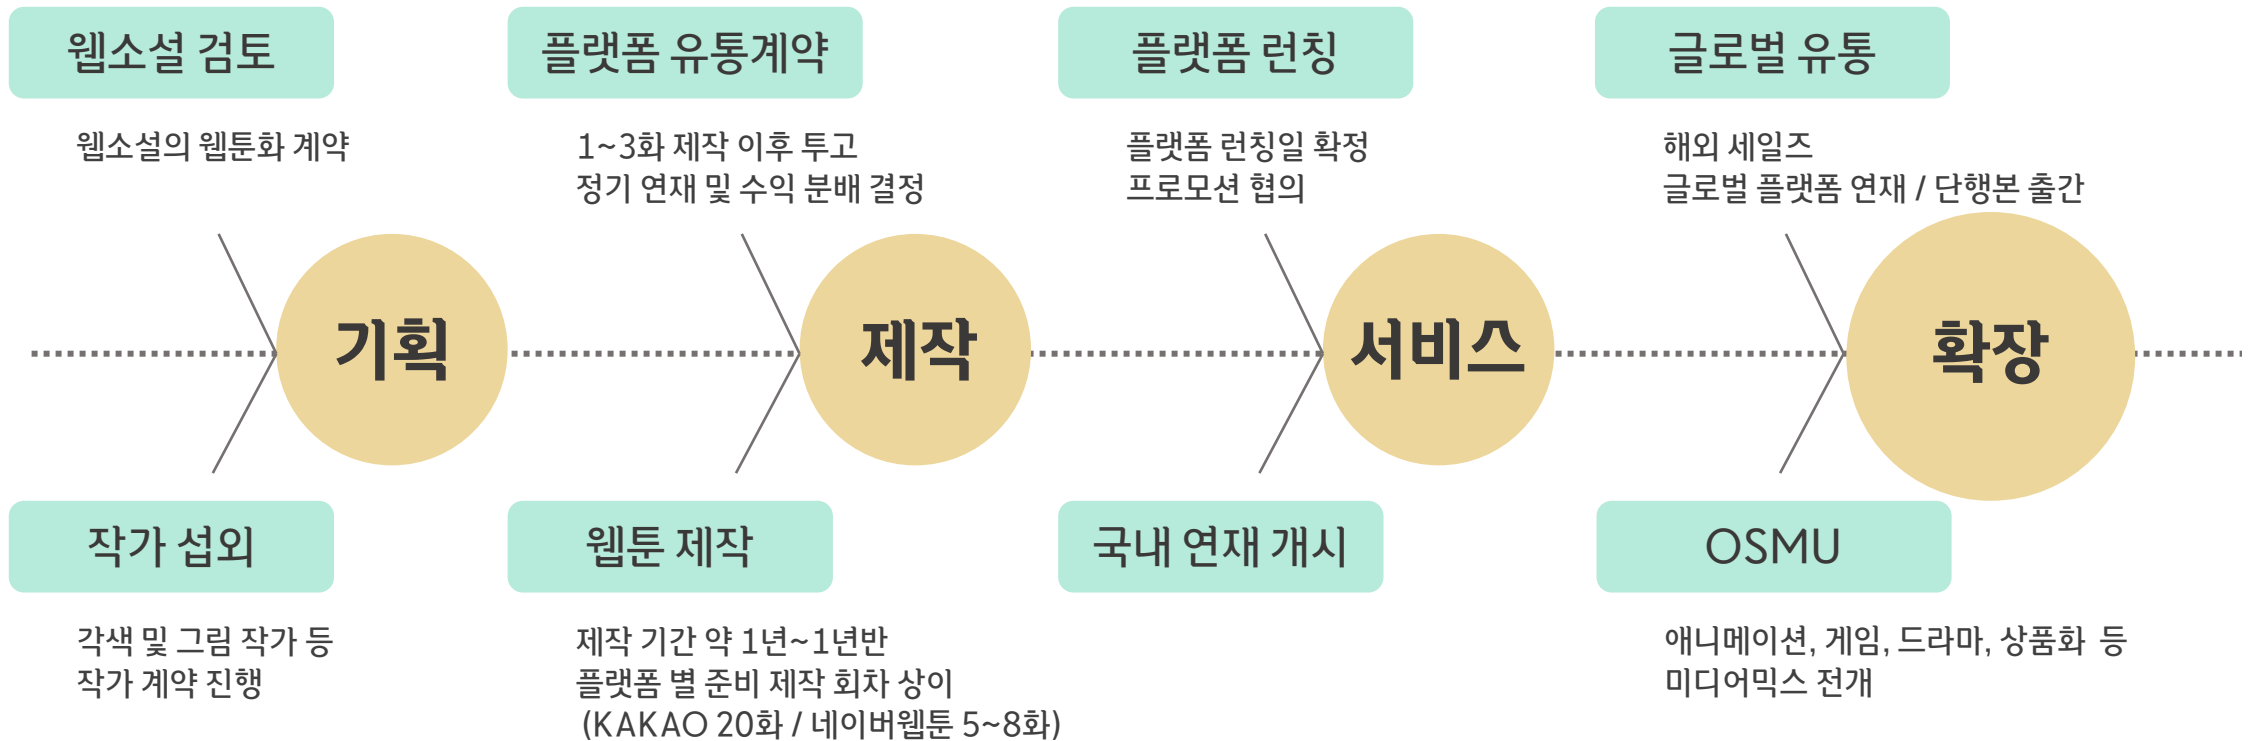 웹소설 검토
웹소설의 웹툰화 계약
플랫폼 유통계약
1~3화 제작 이후 투고
정기 연재 및 수익 분배 결정
플랫폼 런칭
플랫폼 런칭일 확정
프로모션 협의
글로벌 유통
해외 세일즈
글로벌 플랫폼 연재 / 단행본 출간
기획
제작
서비스
확장
작가 섭외
각색 및 그림 작가 등
작가 계약 진행
웹툰 제작
제작 기간 약 1년~1년반
플랫폼 별 준비 제작 회차 상이
(KAKAO 20화 / 네이버웹툰 5~8화)
국내 연재 개시
OSMU
애니메이션, 게임, 드라마, 상품화 등
미디어믹스 전개